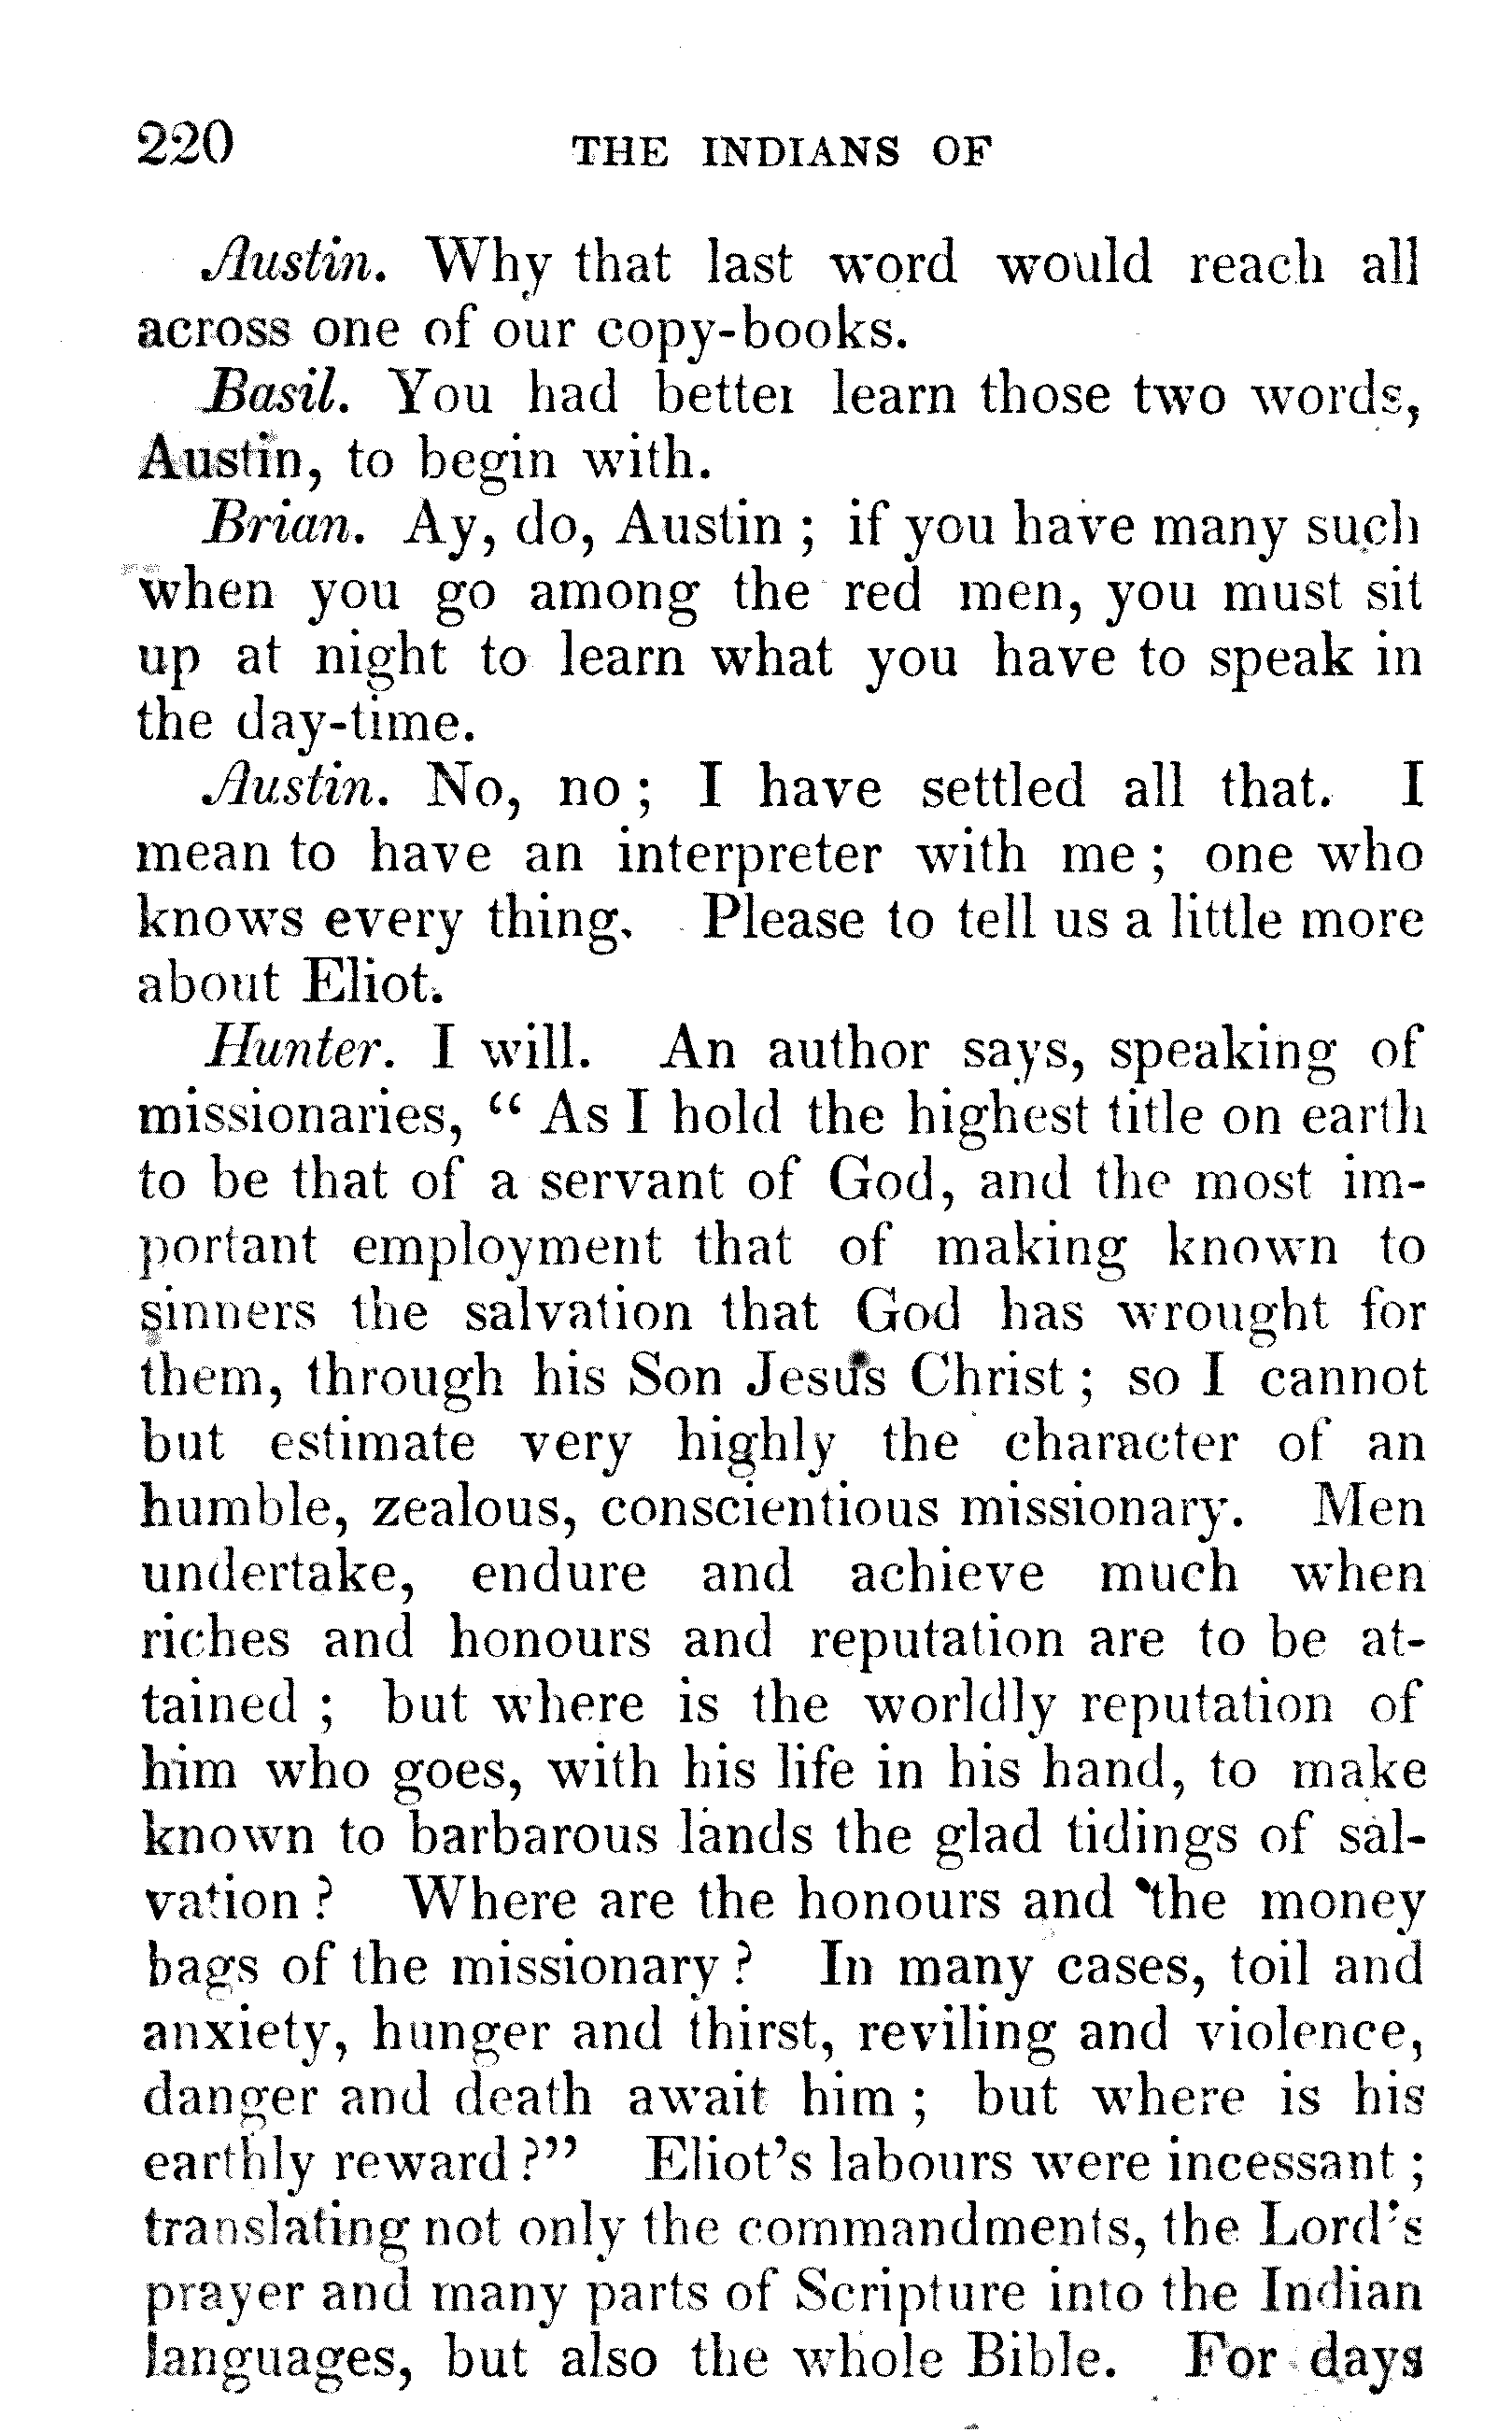 220 THE INDIANS OF
Austin. Why that last word would reach all
across one of our copy-books.
Basil. You had better learn those two words,
Austin, to begin with.
Brian. Ay, do, Austin ; if you have many such
when you go among the red men, you must sit
up at night to learn what you have to speak in
the day-time.
Austin. No, no ; I have settled all that. I
mean to have an interpreter with me ; one who
knows every thing. Please to tell us a little more
about Eliot.
Hunter. I will. An author says, speaking of
missionaries, “ As I hold the highest title on earth
to be that of a servant of God, and the most im-
portant employment that of making known to
sinners the salvation that God has wrought for
them, through his Son Jesus Christ ; so I cannot
but estimate very highly the character of an
humble, zealous, conscientious missionary. Men
undertake, endure and achieve much when
riches and honours and reputation are to be at-
tained ; but where is the worldly reputation of
him who goes, with his life in his hand, to make
known to barbarous lands the glad tidings of sal-
vation ? Where are the honours and the money
bags of the missionary ? In many cases, toil and
anxiety, hunger and thirst, reviling and violence,
danger and death await him ; but where is his
earthly reward ?” Eliot’s labours were incessant ;
translating not only the commandments, the Lord’s
prayer and many parts of Scripture into the Indian
languages, but also the whole Bible. For days